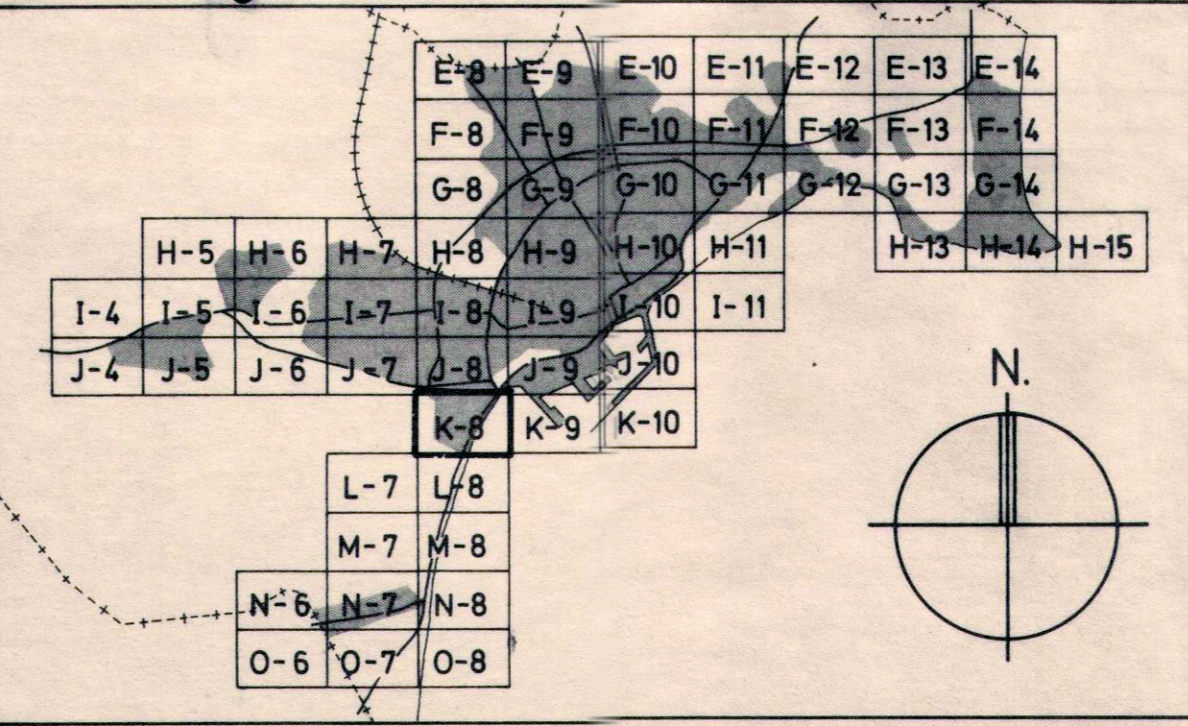 E-8 E-9 E-10 E-11 E-12 E-13 E-14
F-8 F-9 F-10 F-11 F-12 F-13 F-14
G-8 G-9 G-10 G-11 G-12 G-13 G-14
H-5 H-6 H-7 H-8 H-9 H-10 H-11 H-13 H-14 H-15
I-4 I-5 I-6 I-7 I-8 I-9 I-10 I-11
J-4 J-5 J-6 J-7 J-8 J-9 J-10
N.
K-8 K-9 K-10
L-7 L-8
M-7 M-8
N-6 N-7 N-8
O-6 O-7 O-8